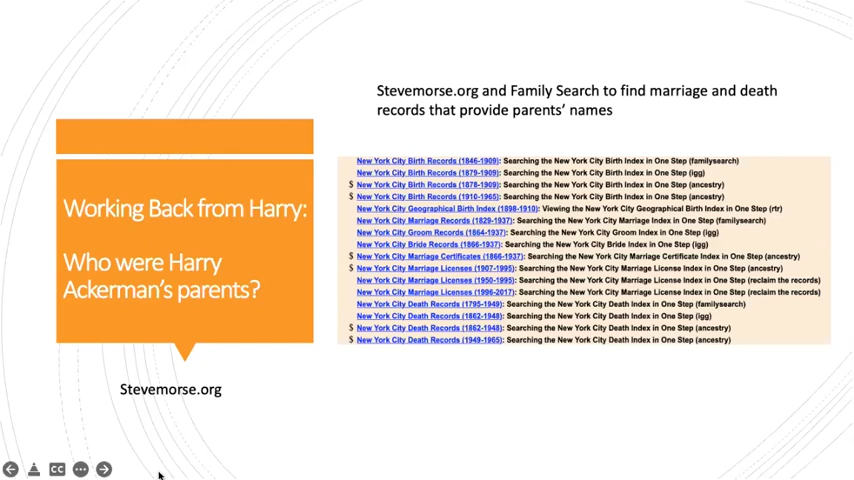 Stevemorse.org and Family Search to find marriage and death
records that provide parents' names
Working Back from Harry:
Who were Harry
Ackerman's parents?
Stevemorse.org
New York City Birth Records (1846-1909): Searching the New York City Birth Index in One Step (familysearch)
New York City Birth Records (1879-1909): Searching the New York City Birth Index in One Step (igg)
$ New York City Birth Records (1878-1909): Searching the New York City Birth Index in One Step (ancestry)
$ New York City Birth Records (1910-1965): Searching the New York City Birth Index in One Step (ancestry)
New York City Geographical Birth Index (1898-1910): Viewing the New York City Geographical Birth Index in One Step (rtr)
New York City Marriage Records (1829-1937): Searching the New York City Marriage Index in One Step (familysearch)
New York City Groom Records (1864-1937): Searching the New York City Groom Index in One Step (igg)
New York City Bride Records (1866-1937): Searching the New York City Bride Index in One Step (igg)
$ New York City Marriage Certificates (1866-1937): Searching the New York City Marriage Certificate Index in One Step (ancestry)
$ New York City Marriage Licenses (1907-1995): Searching the New York City Marriage License Index in One Step (ancestry)
New York City Marriage Licenses (1950-1995): Searching the New York City Marriage License Index in One Step (reclaim the records)
New York City Marriage Licenses (1996-2017): Searching the New York City Marriage License Index in One Step (reclaim the records)
New York City Death Records (1795-1949): Searching the New York City Death Index in One Step (familysearch)
New York City Death Records (1862-1948): Searching the New York City Death Index in One Step (igg)
$ New York City Death Records (1862-1948): Searching the New York City Death Index in One Step (ancestry)
$ New York City Death Records (1949-1965): Searching the New York City Death Index in One Step (ancestry)
CC